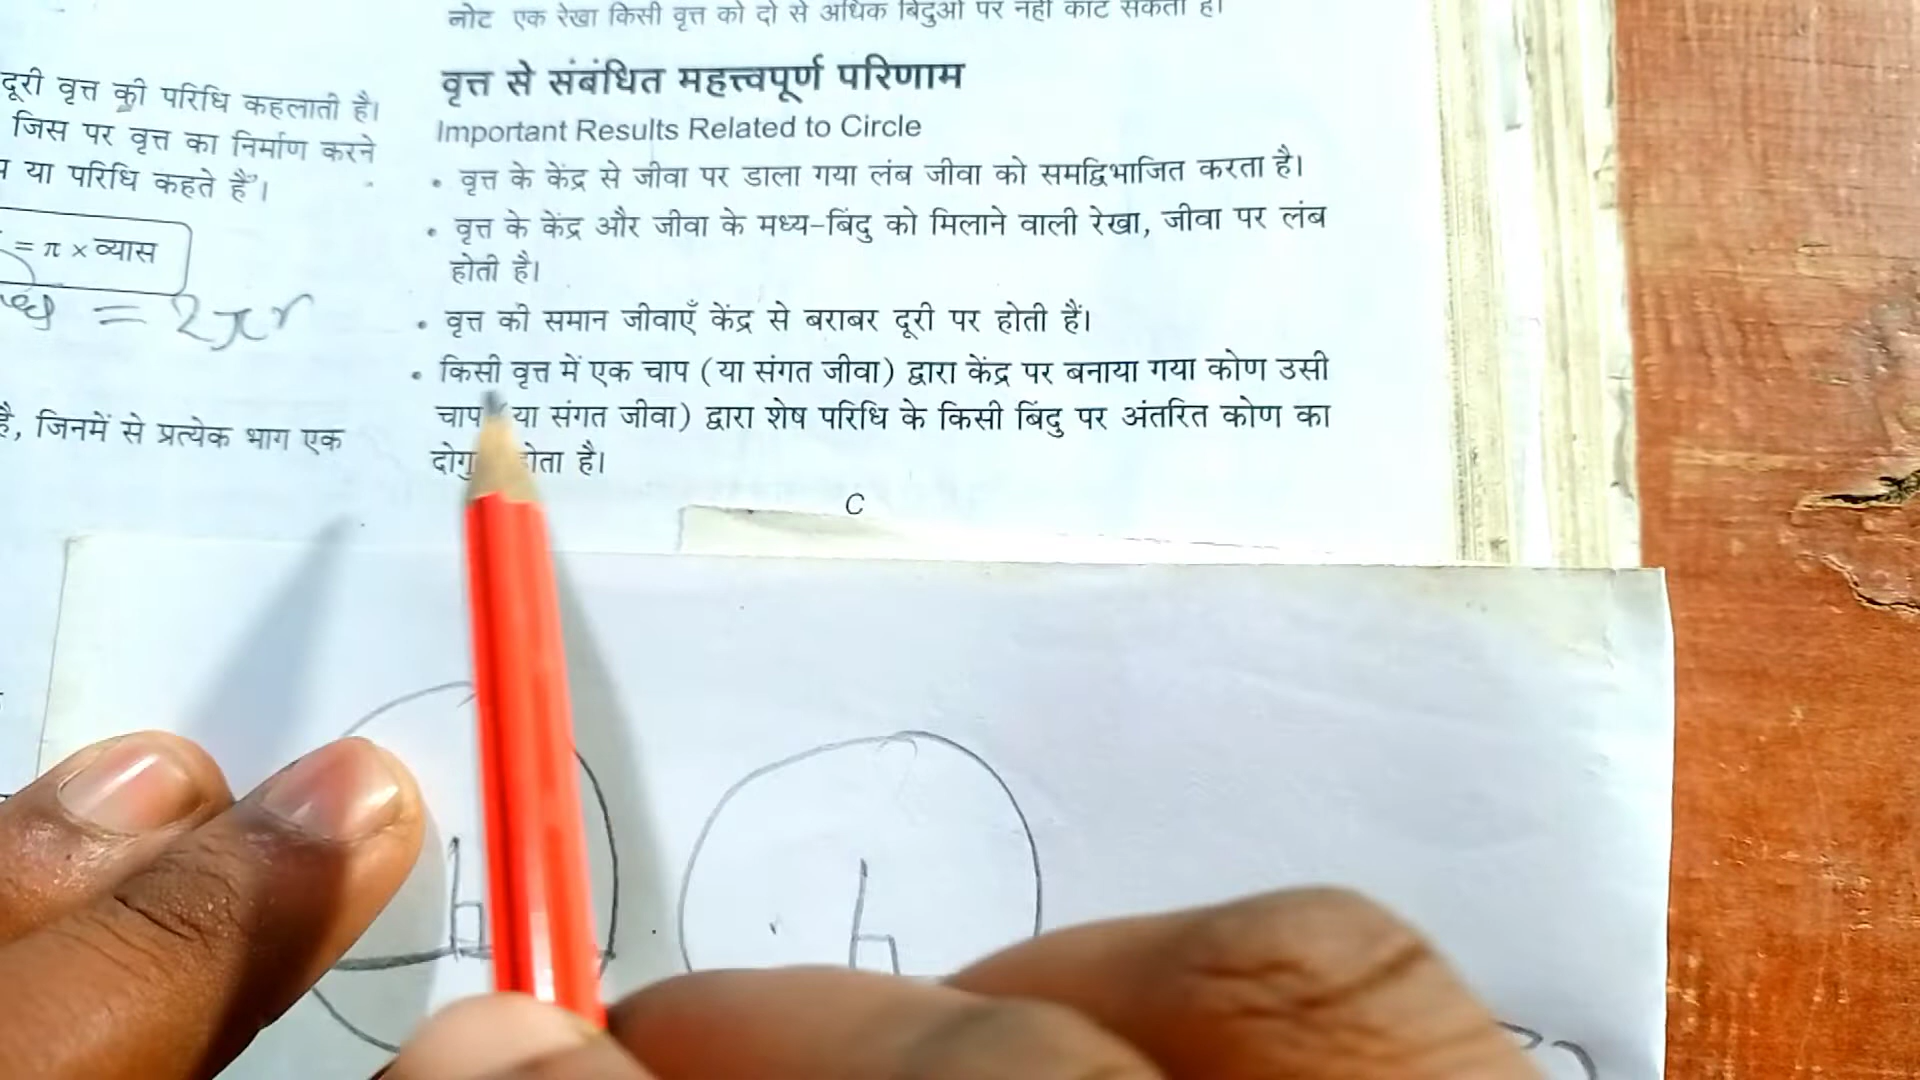 नोट एक रेखा किसी वृत्त को दो से अधिक बिंदुओं पर नहीं काट सकती है।
दूरी वृत्त की परिधि कहलाती है।
जिस पर वृत्त का निर्माण करने
या परिधि कहते हैं"।
= π × व्यास
= 2πr
है, जिनमें से प्रत्येक भाग एक
वृत्त से संबंधित महत्त्वपूर्ण परिणाम
Important Results Related to Circle
• वृत्त के केंद्र से जीवा पर डाला गया लंब जीवा को समद्विभाजित करता है।
• वृत्त के केंद्र और जीवा के मध्य-बिंदु को मिलाने वाली रेखा, जीवा पर लंब
होती है।
• वृत्त की समान जीवाएँ केंद्र से बराबर दूरी पर होती हैं।
• किसी वृत्त में एक चाप (या संगत जीवा) द्वारा केंद्र पर बनाया गया कोण उसी
चाप (या संगत जीवा) द्वारा शेष परिधि के किसी बिंदु पर अंतरित कोण का
होता है।
C